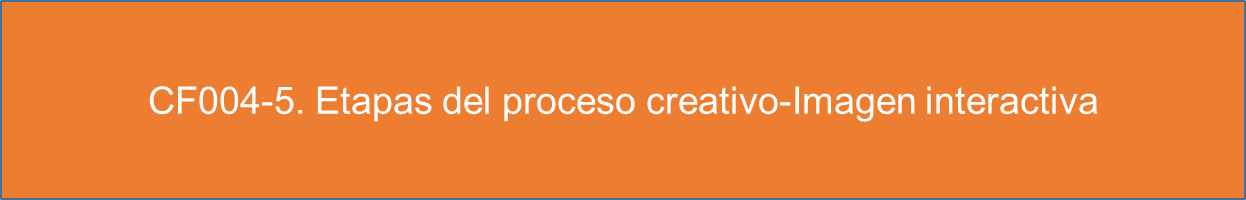 CF004-5. Etapas del proceso creativo-Imagen interactiva